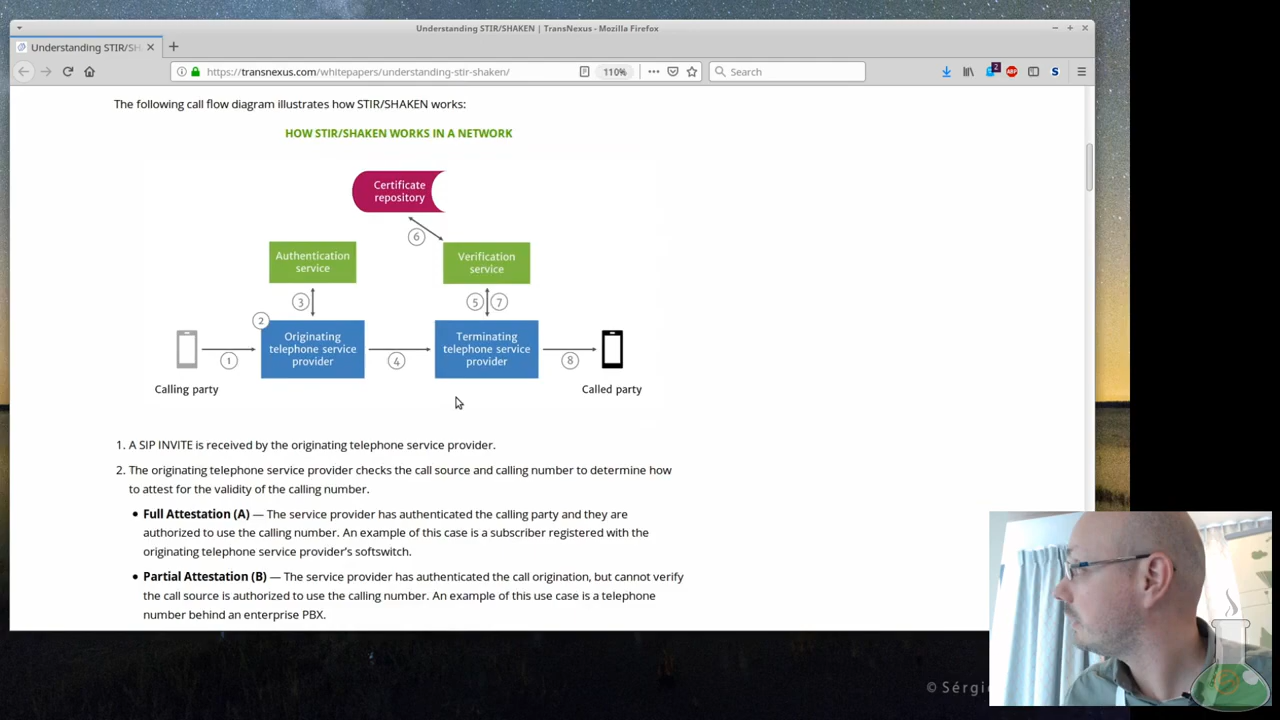 Understanding STIR/SHAKEN | TransNexus - Mozilla Firefox
Understanding STIR/SH
https://transnexus.com/whitepapers/understanding-stir-shaken/
110%
Search
2
ABP
S
The following call flow diagram illustrates how STIR/SHAKEN works:
HOW STIR/SHAKEN WORKS IN A NETWORK
Certificate
repository
6
Authentication
service
Verification
service
3
5
7
2
Originating
telephone service
provider
Terminating
telephone service
provider
1
4
8
Calling party
Called party
1. A SIP INVITE is received by the originating telephone service provider.
2. The originating telephone service provider checks the call source and calling number to determine how
to attest for the validity of the calling number.
• Full Attestation (A) — The service provider has authenticated the calling party and they are
authorized to use the calling number. An example of this case is a subscriber registered with the
originating telephone service provider’s softswitch.
• Partial Attestation (B) — The service provider has authenticated the call origination, but cannot verify
the call source is authorized to use the calling number. An example of this use case is a telephone
number behind an enterprise PBX.
© Sérgi